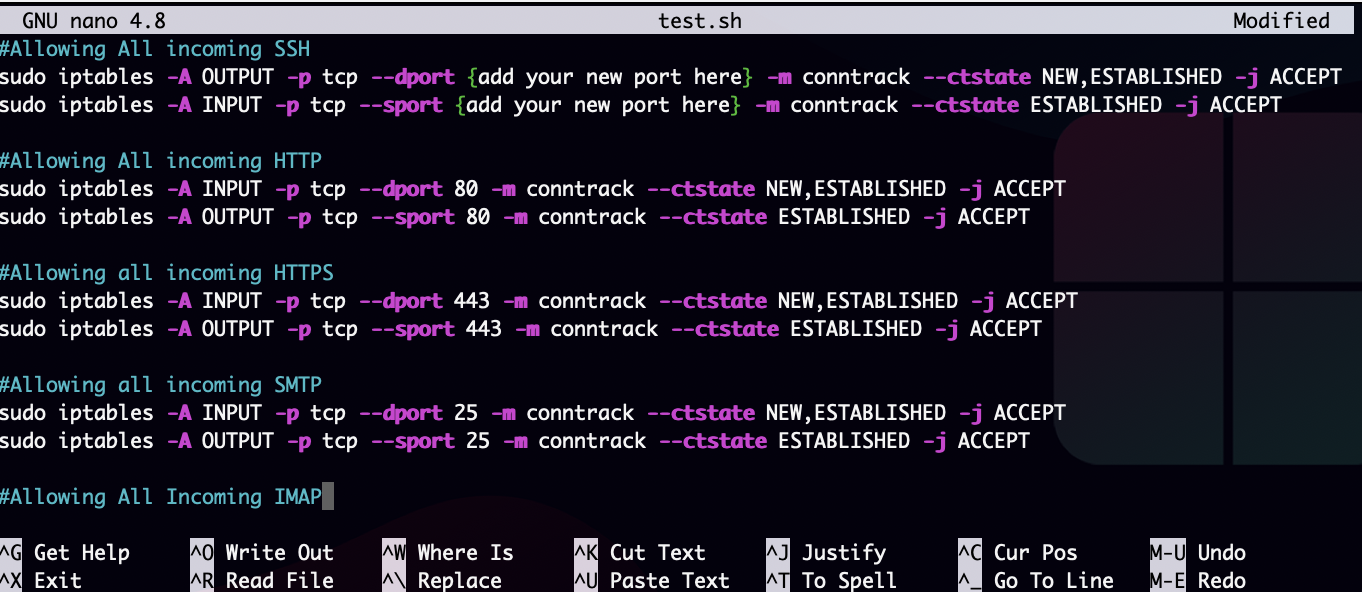 GNU nano 4.8 test.sh Modified
#Allowing All incoming SSH
sudo iptables -A OUTPUT -p tcp --dport {add your new port here} -m conntrack --ctstate NEW,ESTABLISHED -j ACCEPT
sudo iptables -A INPUT -p tcp --sport {add your new port here} -m conntrack --ctstate ESTABLISHED -j ACCEPT
#Allowing All incoming HTTP
sudo iptables -A INPUT -p tcp --dport 80 -m conntrack --ctstate NEW,ESTABLISHED -j ACCEPT
sudo iptables -A OUTPUT -p tcp --sport 80 -m conntrack --ctstate ESTABLISHED -j ACCEPT
#Allowing all incoming HTTPS
sudo iptables -A INPUT -p tcp --dport 443 -m conntrack --ctstate NEW,ESTABLISHED -j ACCEPT
sudo iptables -A OUTPUT -p tcp --sport 443 -m conntrack --ctstate ESTABLISHED -j ACCEPT
#Allowing all incoming SMTP
sudo iptables -A INPUT -p tcp --dport 25 -m conntrack --ctstate NEW,ESTABLISHED -j ACCEPT
sudo iptables -A OUTPUT -p tcp --sport 25 -m conntrack --ctstate ESTABLISHED -j ACCEPT
#Allowing All Incoming IMAP
^G Get Help ^O Write Out ^W Where Is ^K Cut Text ^J Justify ^C Cur Pos M-U Undo
^X Exit ^R Read File ^\ Replace ^U Paste Text ^T To Spell ^_ Go To Line M-E Redo